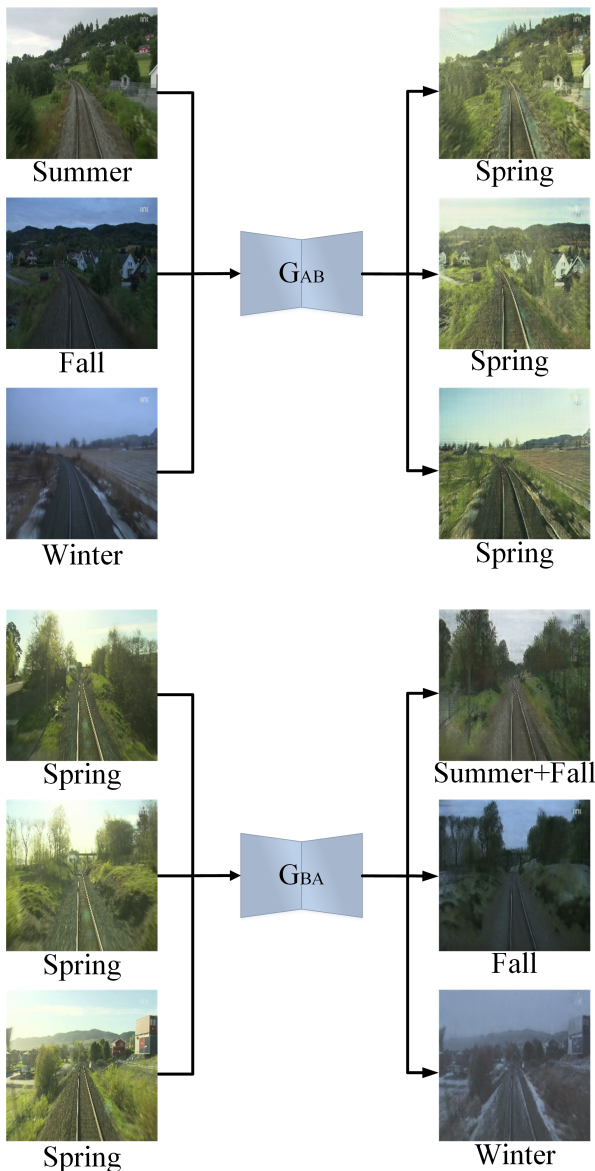 Summer
Spring
GAB
Fall
Spring
Winter
Spring
Spring
Summer+Fall
GBA
Spring
Fall
Spring
Winter